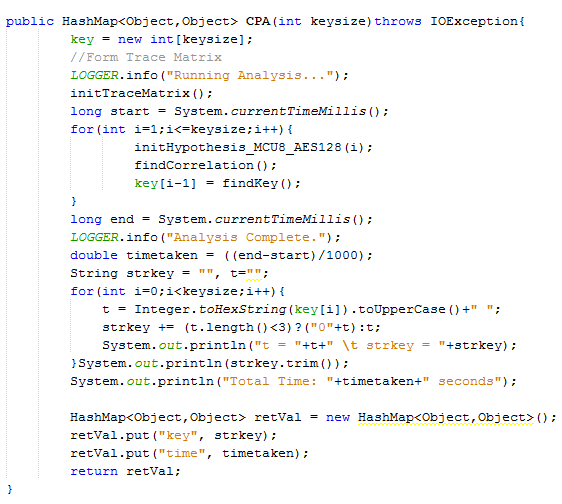 public HashMap<Object,Object> CPA(int keysize)throws IOException{
key = new int[keysize];
//Form Trace Matrix
LOGGER.info("Running Analysis...");
initTraceMatrix();
long start = System.currentTimeMillis();
for(int i=1;i<=keysize;i++){
initHypothesis_MCU8_AES128(i);
findCorrelation();
key[i-1] = findKey();
}
long end = System.currentTimeMillis();
LOGGER.info("Analysis Complete.");
double timetaken = ((end-start)/1000);
String strkey = "", t="";
for(int i=0;i<keysize;i++){
t = Integer.toHexString(key[i]).toUpperCase()+" ";
strkey += (t.length()<3)?("0"+t):t;
System.out.println("t = "+t+" \t strkey = "+strkey);
}System.out.println(strkey.trim());
System.out.println("Total Time: "+timetaken+" seconds");
HashMap<Object,Object> retVal = new HashMap<Object,Object>();
retVal.put("key", strkey);
retVal.put("time", timetaken);
return retVal;
}